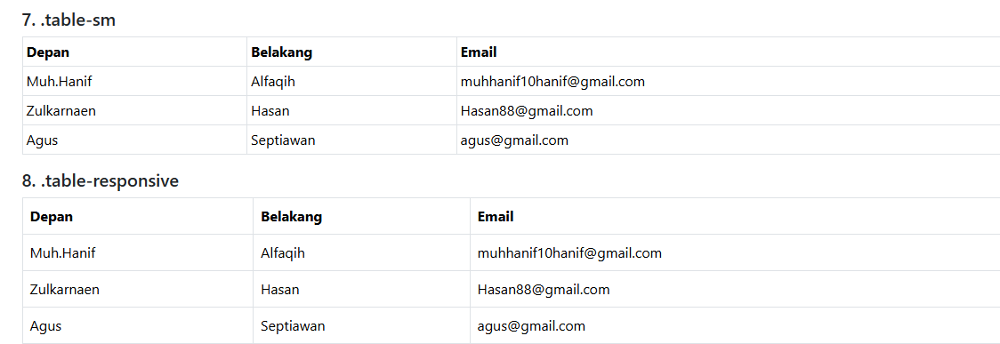 7. .table-sm
Depan Belakang Email
Muh.Hanif Alfaqih muhhanif10hanif@gmail.com
Zulkarnaen Hasan Hasan88@gmail.com
Agus Septiawan agus@gmail.com
8. .table-responsive
Depan Belakang Email
Muh.Hanif Alfaqih muhhanif10hanif@gmail.com
Zulkarnaen Hasan Hasan88@gmail.com
Agus Septiawan agus@gmail.com